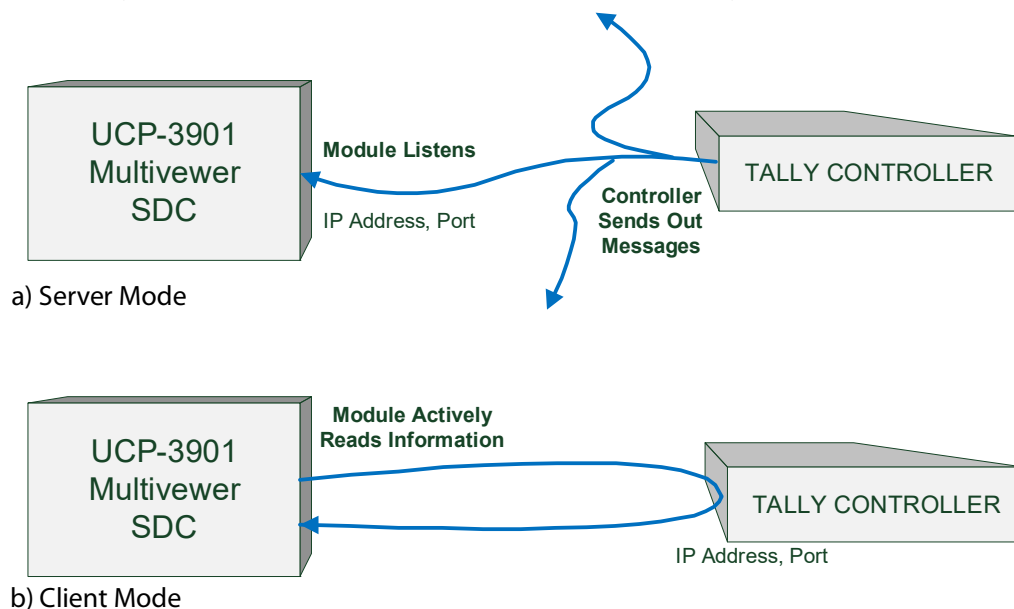 UCP-3901
Multivewer
SDC
Module Listens
IP Address, Port
Controller
Sends Out
Messages
TALLY CONTROLLER
a) Server Mode
UCP-3901
Multivewer
SDC
Module Actively
Reads Information
TALLY CONTROLLER
IP Address, Port
b) Client Mode